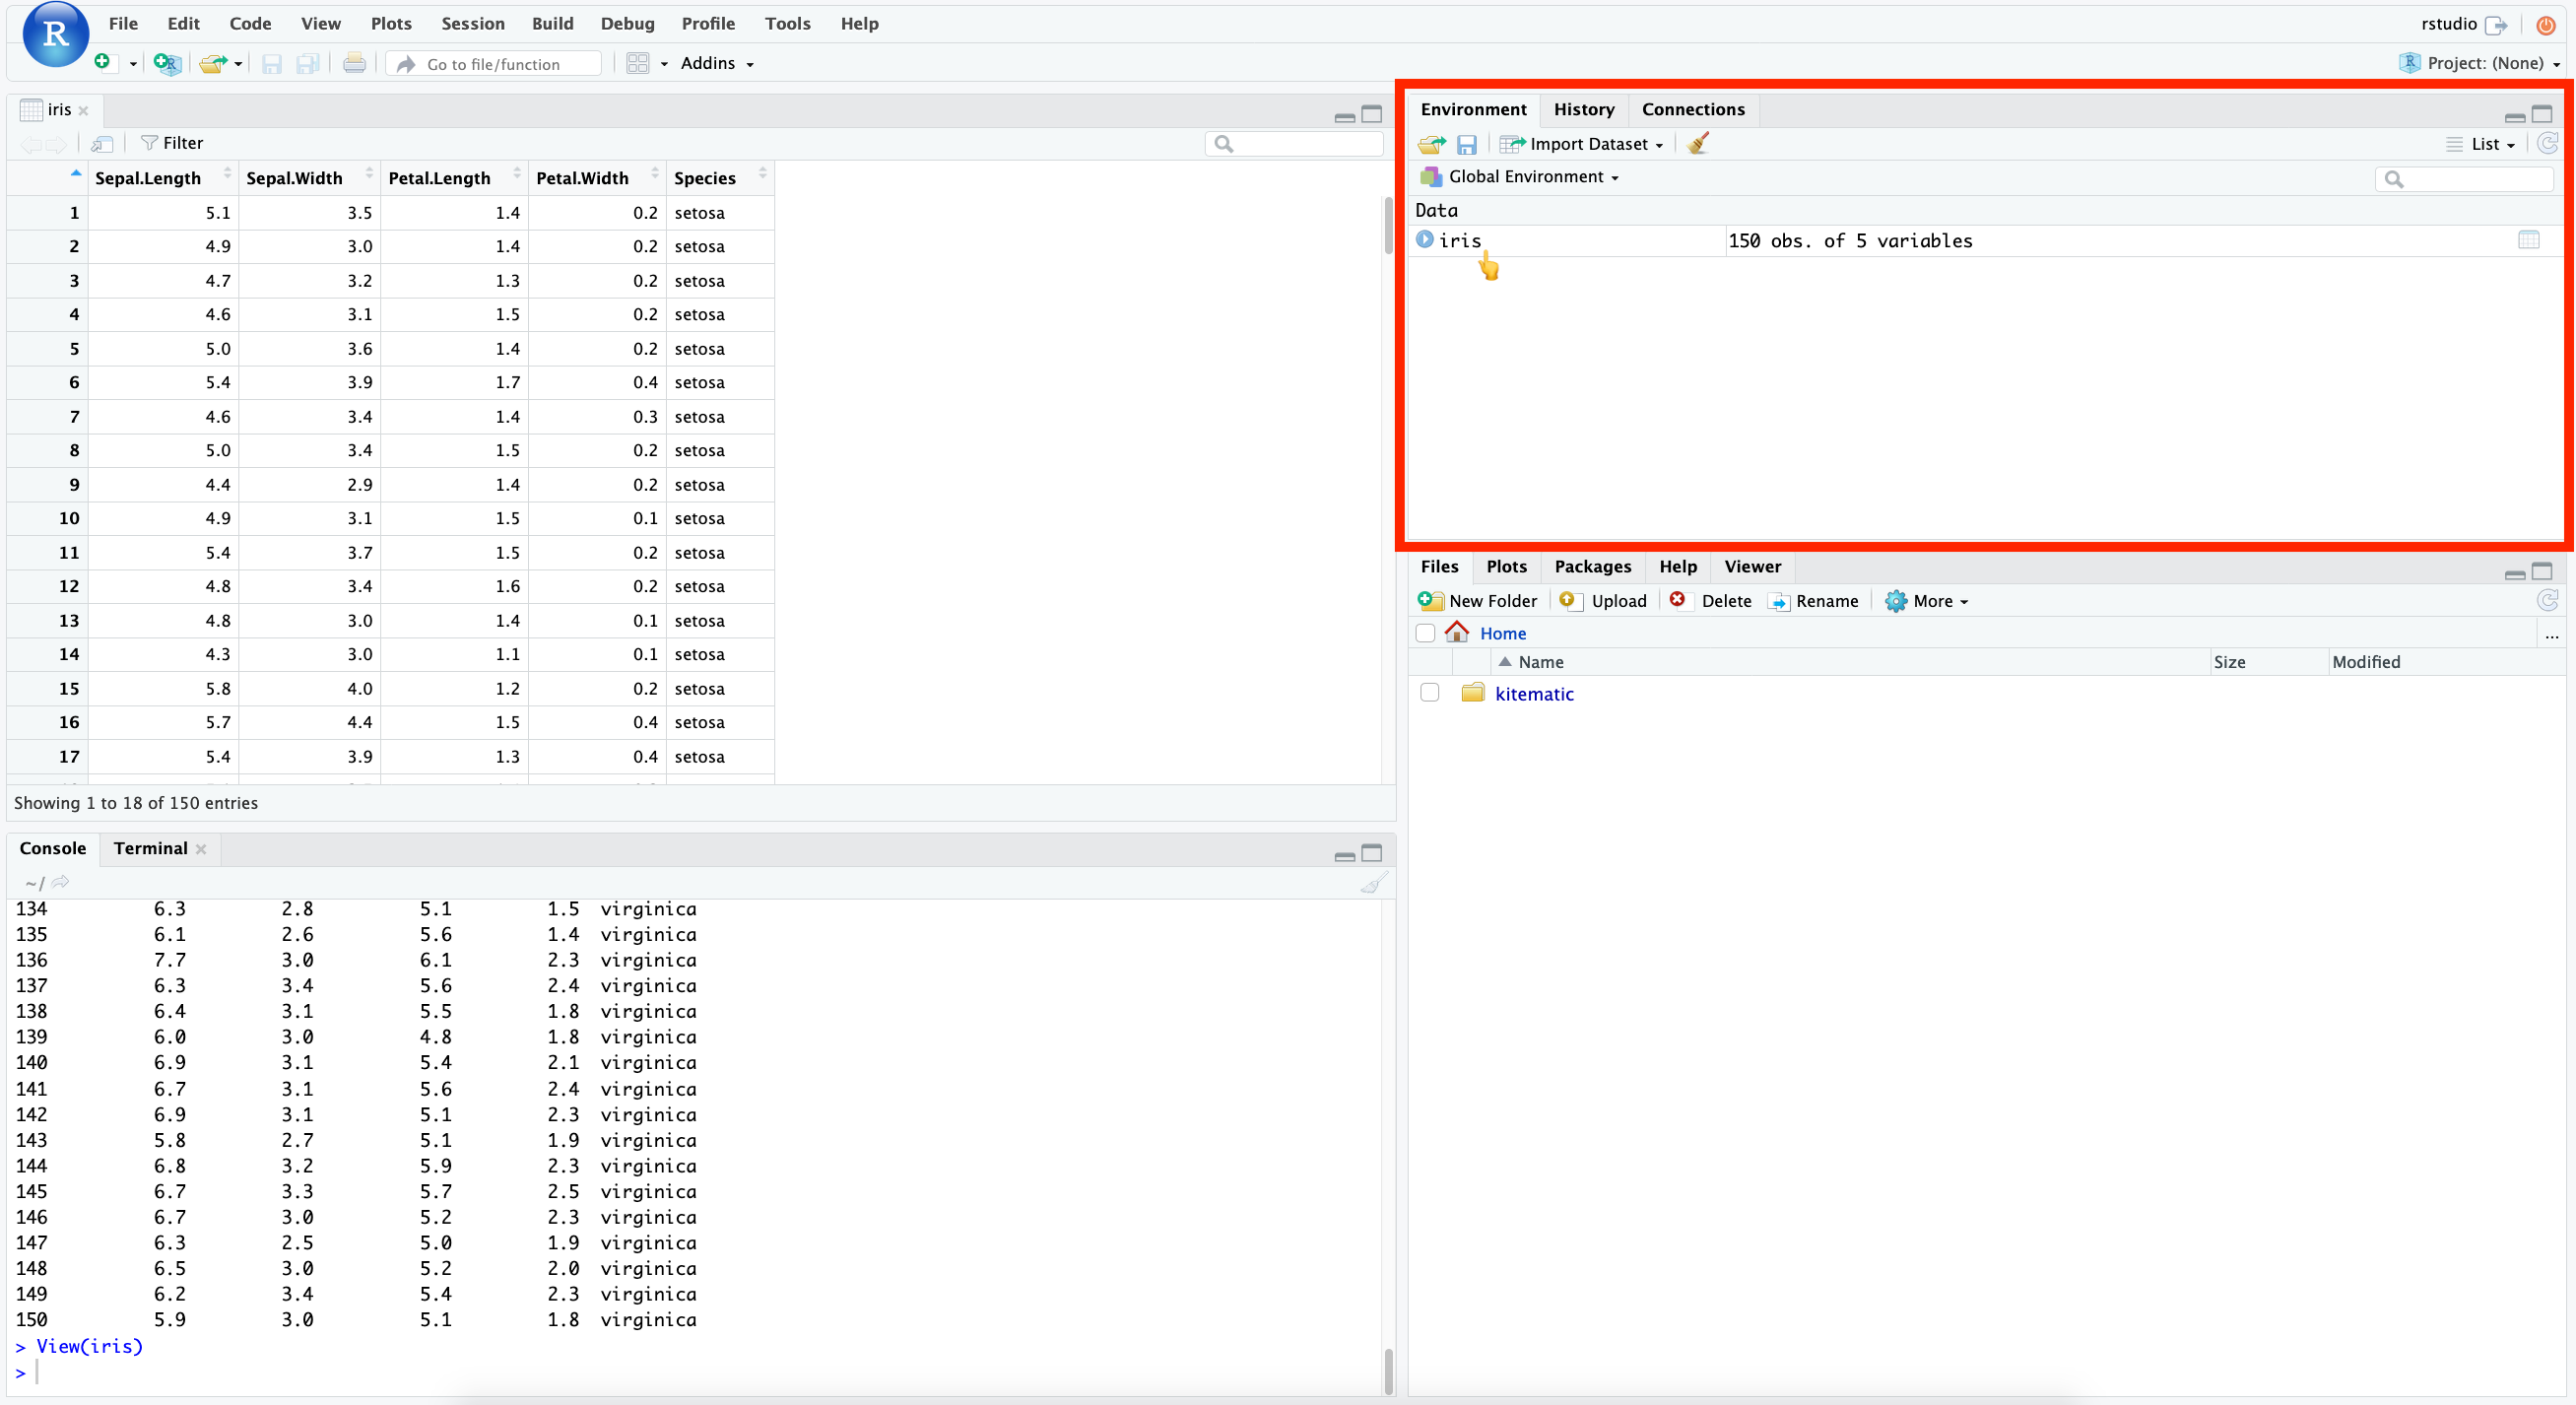 R File Edit Code View Plots Session Build Debug Profile Tools Help rstudio
R Go to file/function Addins R Project: (None)
iris
Filter
Sepal.Length Sepal.Width Petal.Length Petal.Width Species
1 5.1 3.5 1.4 0.2 setosa
2 4.9 3.0 1.4 0.2 setosa
3 4.7 3.2 1.3 0.2 setosa
4 4.6 3.1 1.5 0.2 setosa
5 5.0 3.6 1.4 0.2 setosa
6 5.4 3.9 1.7 0.4 setosa
7 4.6 3.4 1.4 0.3 setosa
8 5.0 3.4 1.5 0.2 setosa
9 4.4 2.9 1.4 0.2 setosa
10 4.9 3.1 1.5 0.1 setosa
11 5.4 3.7 1.5 0.2 setosa
12 4.8 3.4 1.6 0.2 setosa
13 4.8 3.0 1.4 0.1 setosa
14 4.3 3.0 1.1 0.1 setosa
15 5.8 4.0 1.2 0.2 setosa
16 5.7 4.4 1.5 0.4 setosa
17 5.4 3.9 1.3 0.4 setosa
Showing 1 to 18 of 150 entries
Console Terminal
~/
134 6.3 2.8 5.1 1.5 virginica
135 6.1 2.6 5.6 1.4 virginica
136 7.7 3.0 6.1 2.3 virginica
137 6.3 3.4 5.6 2.4 virginica
138 6.4 3.1 5.5 1.8 virginica
139 6.0 3.0 4.8 1.8 virginica
140 6.9 3.1 5.4 2.1 virginica
141 6.7 3.1 5.6 2.4 virginica
142 6.9 3.1 5.1 2.3 virginica
143 5.8 2.7 5.1 1.9 virginica
144 6.8 3.2 5.9 2.3 virginica
145 6.7 3.3 5.7 2.5 virginica
146 6.7 3.0 5.2 2.3 virginica
147 6.3 2.5 5.0 1.9 virginica
148 6.5 3.0 5.2 2.0 virginica
149 6.2 3.4 5.4 2.3 virginica
150 5.9 3.0 5.1 1.8 virginica
> View(iris)
>
Environment History Connections
Import Dataset List
Global Environment
Data
iris 150 obs. of 5 variables
Files Plots Packages Help Viewer
New Folder Upload Delete Rename More
Home ...
Name Size Modified
kitematic